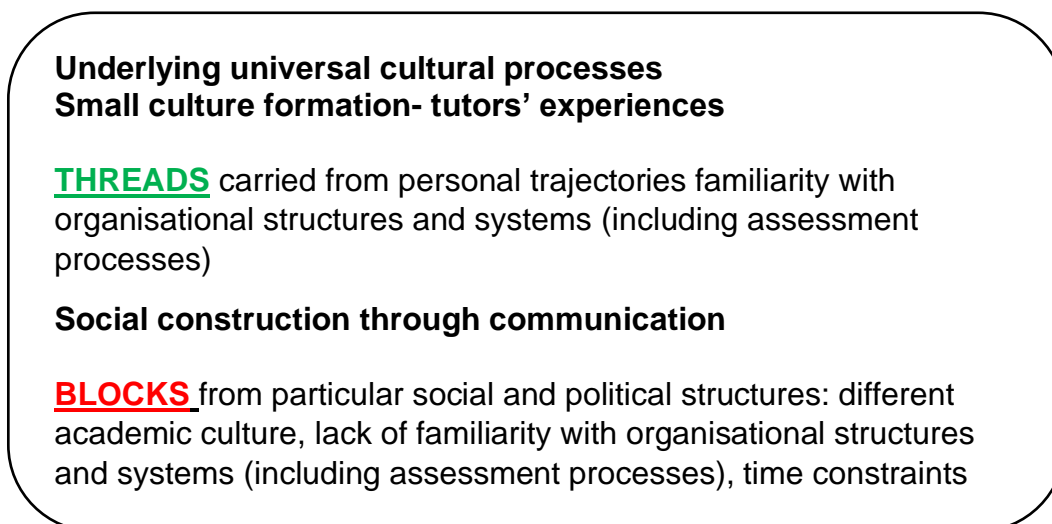 Underlying universal cultural processes
Small culture formation- tutors’ experiences
THREADS carried from personal trajectories familiarity with
organisational structures and systems (including assessment
processes)
Social construction through communication
BLOCKS from particular social and political structures: different
academic culture, lack of familiarity with organisational structures
and systems (including assessment processes), time constraints